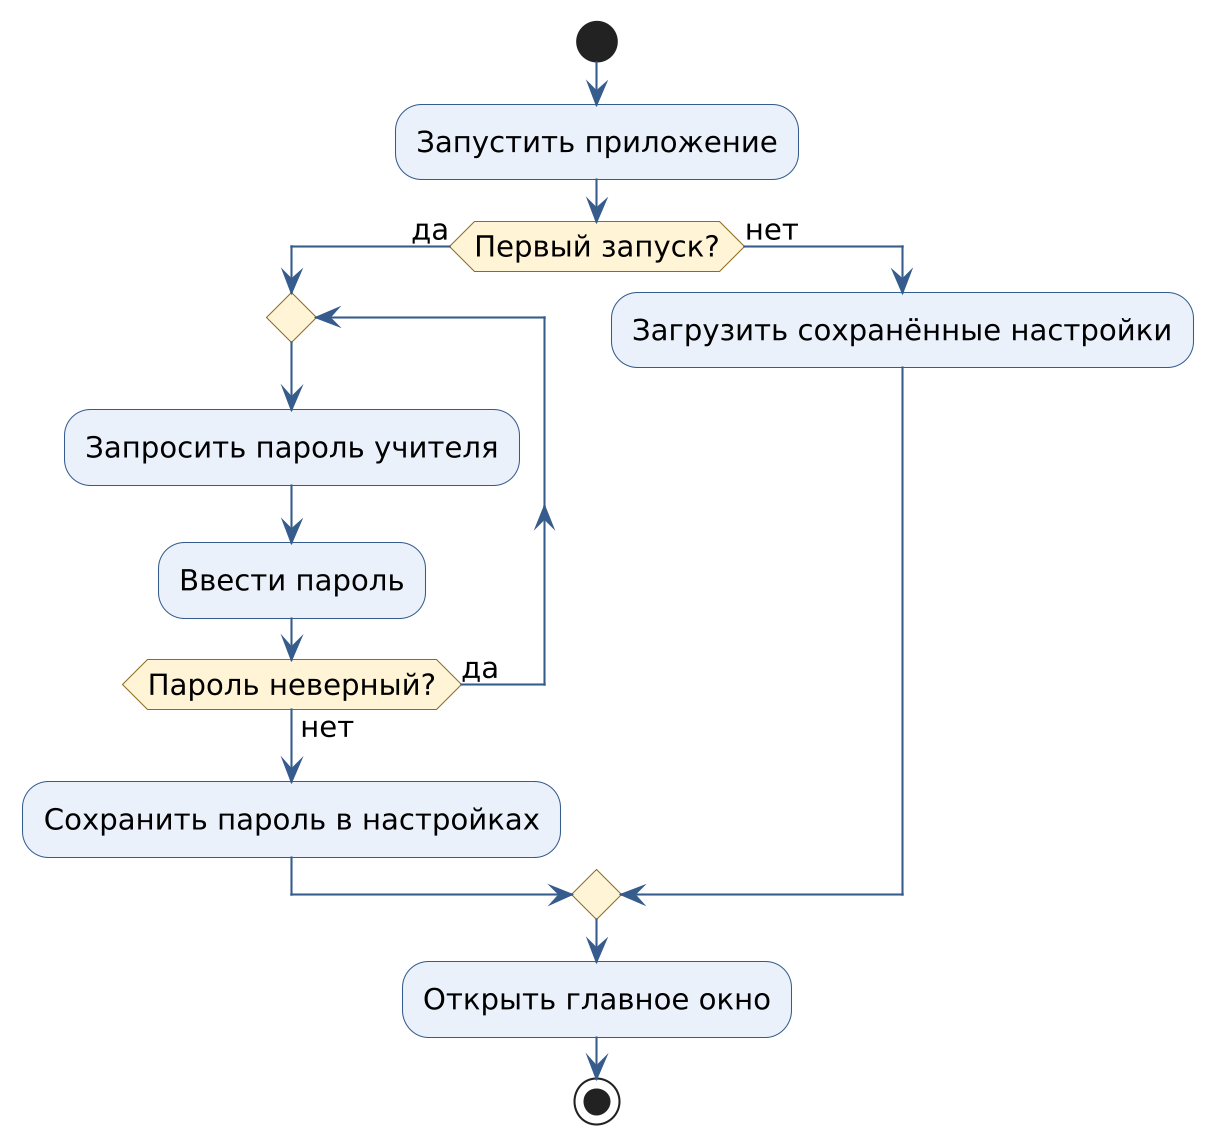 Запустить приложение
да
Первый запуск?
нет
Загрузить сохранённые настройки
Запросить пароль учителя
Ввести пароль
Пароль неверный?
да
нет
Сохранить пароль в настройках
Открыть главное окно